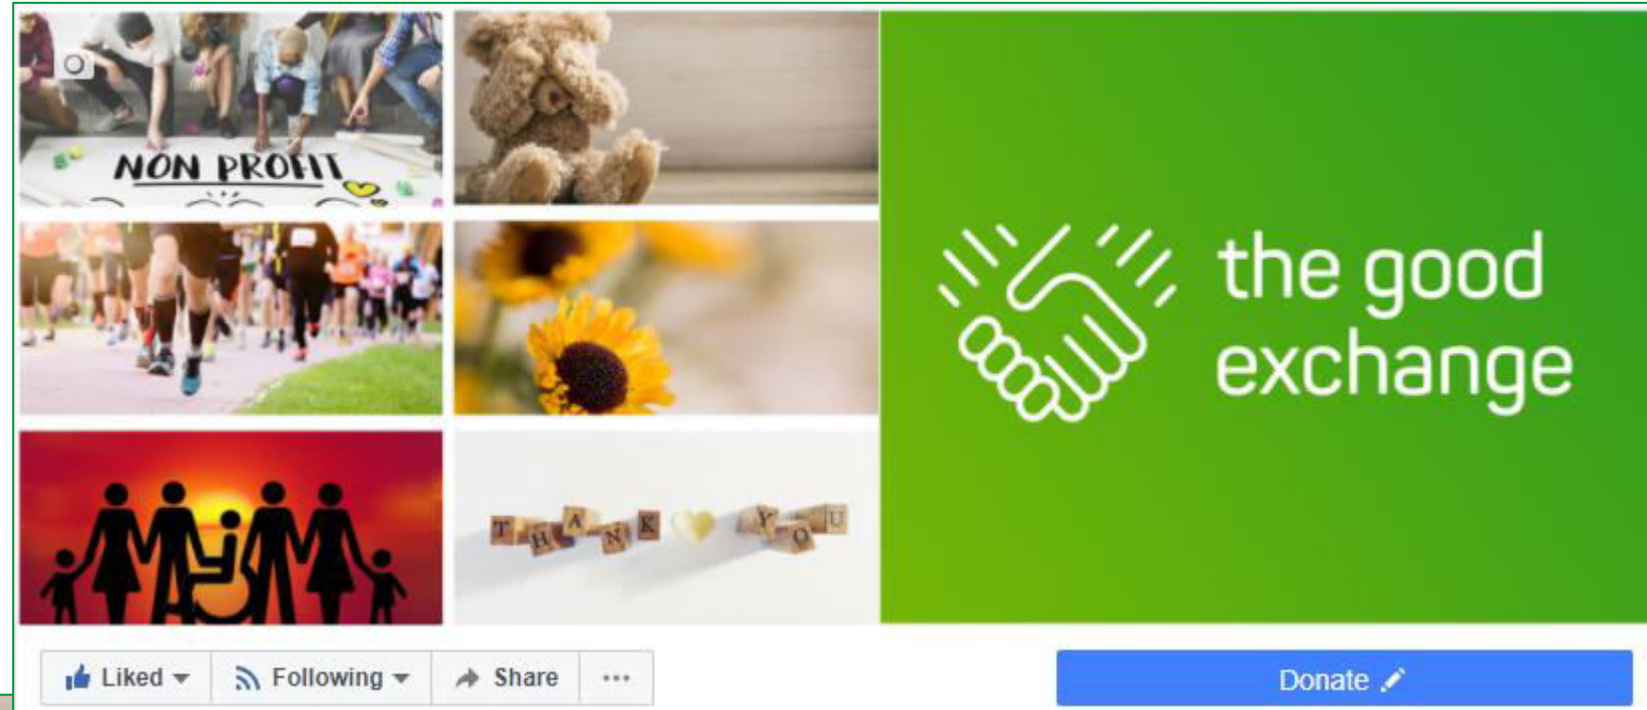 NON PROFIT
the good
exchange
THANK YOU
Liked
Following
Share
...
Donate